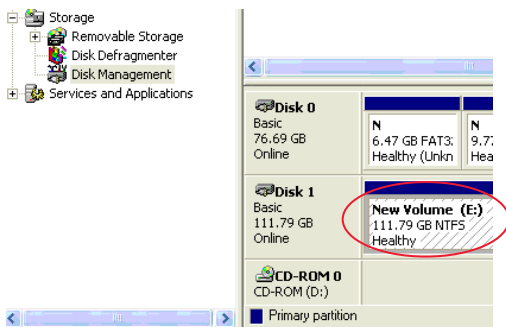 Storage
Removable Storage
Disk Defragmenter
Disk Management
Services and Applications
Disk 0
Basic
76.69 GB
Online
N
6.47 GB FAT3
Healthy (Unkn
N
9.77
Hea
Disk 1
Basic
111.79 GB
Online
New Volume (E:)
111.79 GB NTFS
Healthy
CD-ROM 0
CD-ROM (D:)
Primary partition